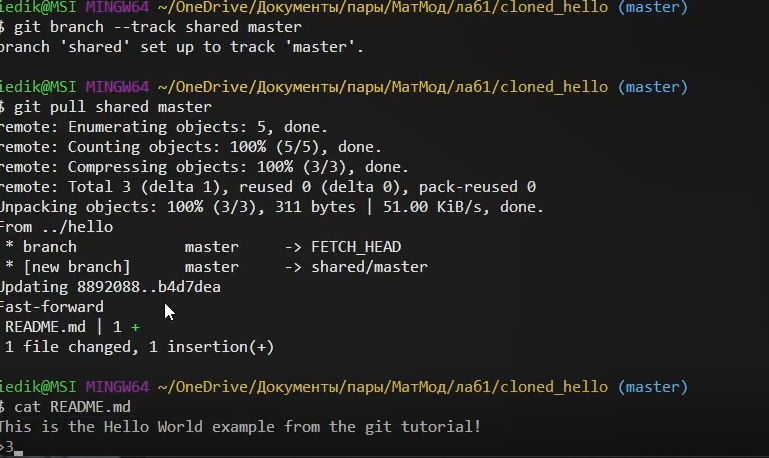 iedik@MSI MINGW64 ~/OneDrive/Документы/пары/МатМод/лаб1/cloned_hello (master)
$ git branch --track shared master
branch 'shared' set up to track 'master'.
iedik@MSI MINGW64 ~/OneDrive/Документы/пары/МатМод/лаб1/cloned_hello (master)
$ git pull shared master
remote: Enumerating objects: 5, done.
remote: Counting objects: 100% (5/5), done.
remote: Compressing objects: 100% (3/3), done.
remote: Total 3 (delta 1), reused 0 (delta 0), pack-reused 0
Unpacking objects: 100% (3/3), 311 bytes | 51.00 KiB/s, done.
From ../hello
* branch master -> FETCH_HEAD
* [new branch] master -> shared/master
Updating 8892088..b4d7dea
Fast-forward
README.md | 1 +
1 file changed, 1 insertion(+)
iedik@MSI MINGW64 ~/OneDrive/Документы/пары/МатМод/лаб1/cloned_hello (master)
$ cat README.md
This is the Hello World example from the git tutorial!
>3